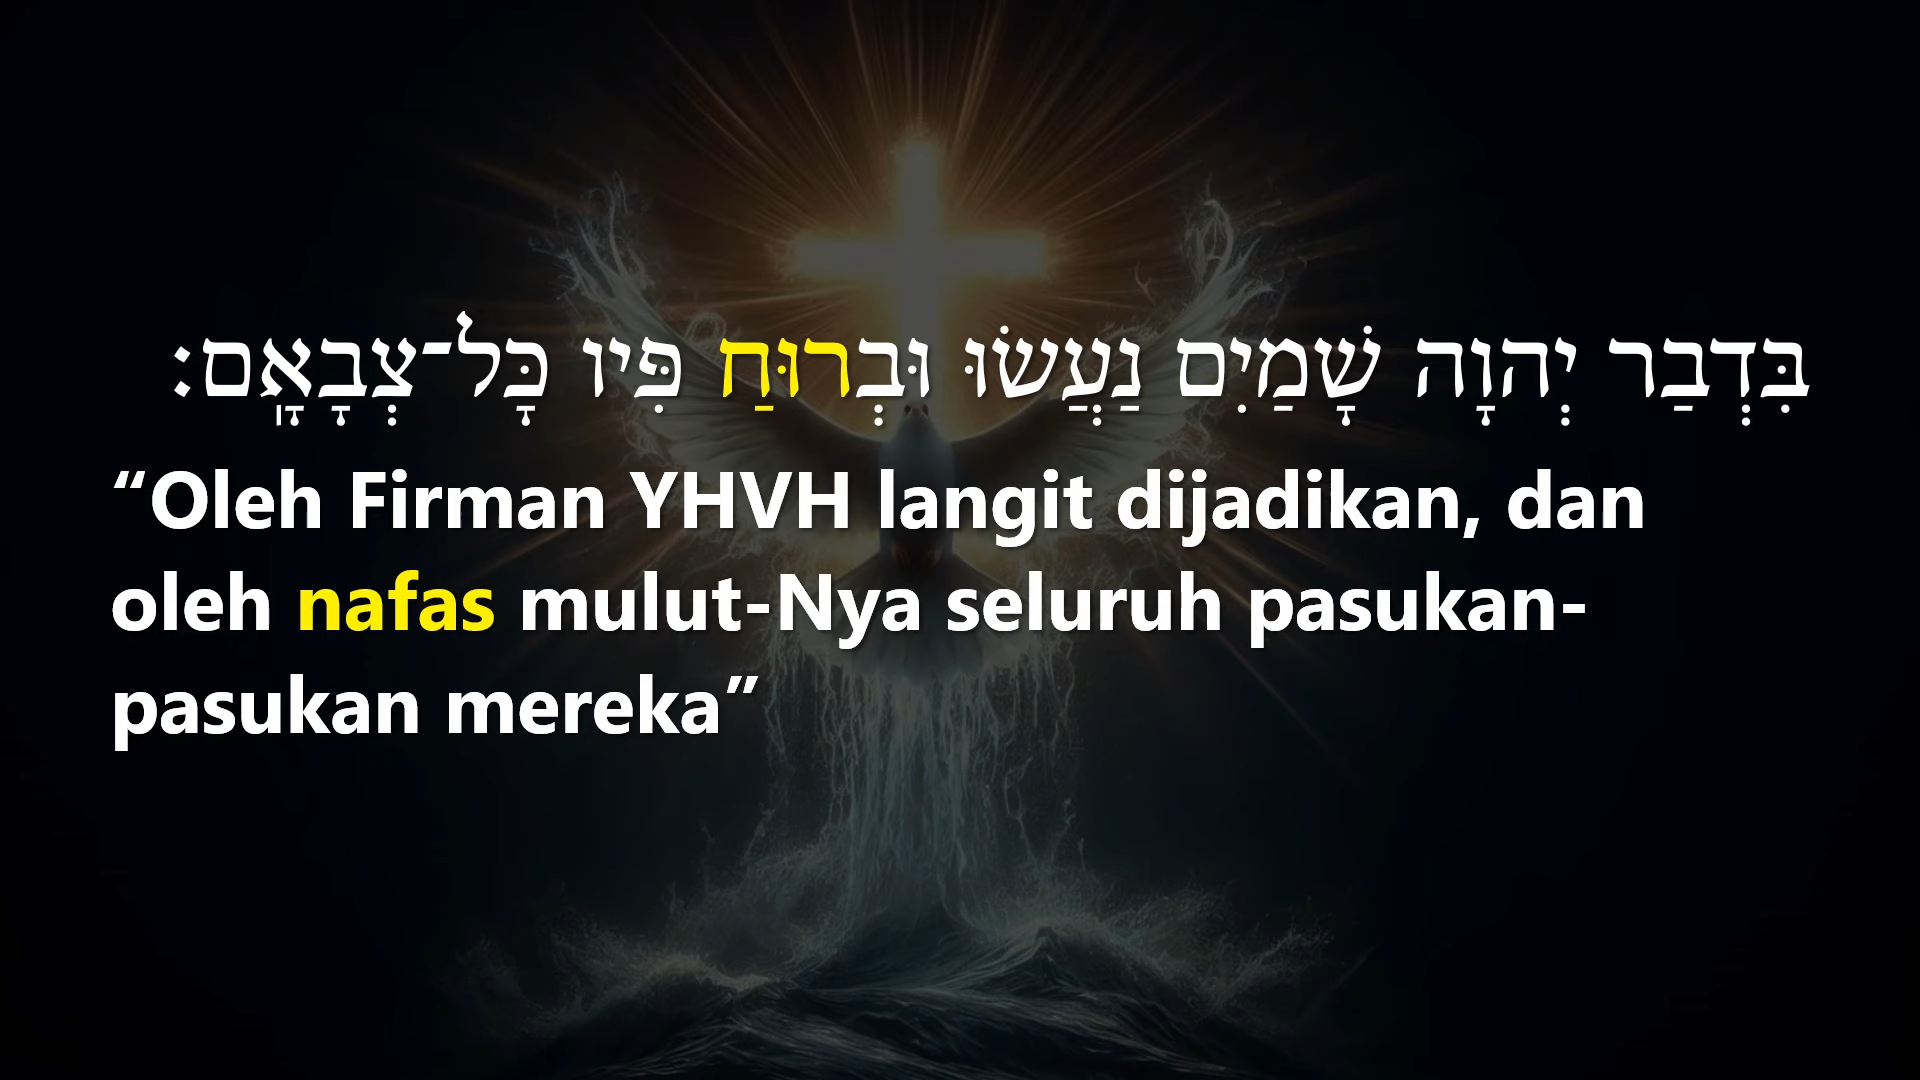 בִּדְבַר יְהוָה שָׁמַיִם נַעֲשׂוּ וּבְרוּחַ פִּיו כָּל־צְבָאָֽם׃
“Oleh Firman YHVH langit dijadikan, dan
oleh nafas mulut-Nya seluruh pasukan-
pasukan mereka”